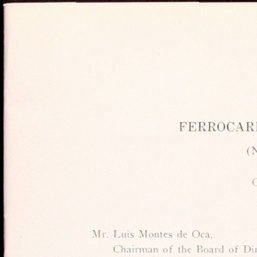 FERROCAR
(N
Mr. Luis Montes de Oca,
Chairman of the Board of Di